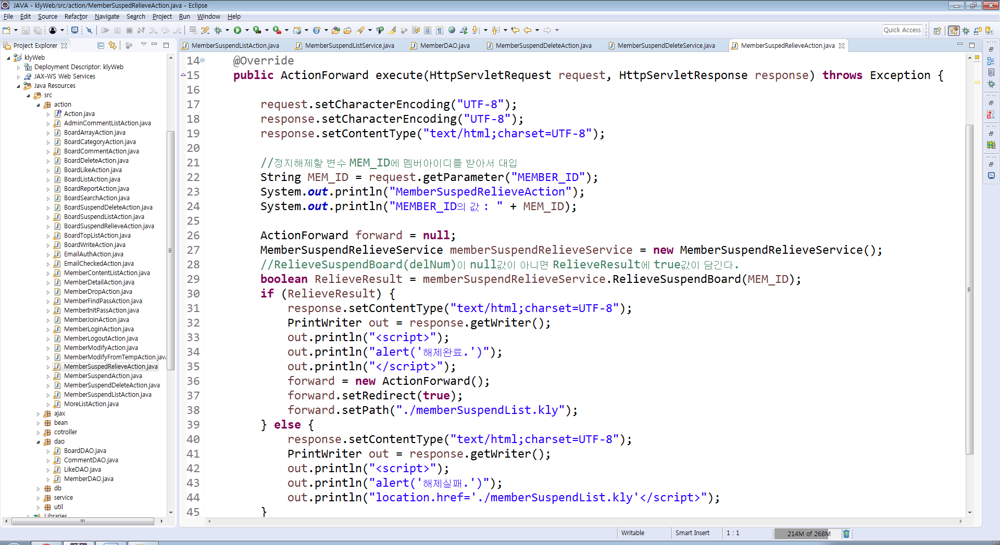 JAVA - klyWeb/src/action/MemberSuspedRelieveAction.java - Eclipse
File Edit Source Refactor Navigate Search Project Run Window Help
Quick Access
Project Explorer
MemberSuspendListAction.java MemberSuspendListService.java MemberDAO.java MemberSuspendDeleteAction.java MemberSuspendDeleteService.java MemberSuspedRelieveAction.java
klyWeb
Deployment Descriptor: klyWeb
JAX-WS Web Services
Java Resources
src
action
Action.java
AdminCommentListAction.java
BoardArrayAction.java
BoardCategoryAction.java
BoardCommentAction.java
BoardDeleteAction.java
BoardLikeAction.java
BoardListAction.java
BoardReportAction.java
BoardSearchAction.java
BoardSuspendDeleteAction.java
BoardSuspendListAction.java
BoardSuspendRelieveAction.java
BoardTopListAction.java
BoardWriteAction.java
EmailAuthAction.java
EmailCheckedAction.java
MemberContentListAction.java
MemberDetailAction.java
MemberDropAction.java
MemberFindPassAction.java
MemberInitPassAction.java
MemberJoinAction.java
MemberLoginAction.java
MemberLogoutAction.java
MemberModifyAction.java
MemberModifyFromTempAction.java
MemberSuspedRelieveAction.java
MemberSuspendAction.java
MemberSuspendDeleteAction.java
MemberSuspendListAction.java
MoreListAction.java
ajax
bean
cotroller
dao
BoardDAO.java
CommentDAO.java
LikeDAO.java
MemberDAO.java
db
service
util
Libraries
14 @Override
15 public ActionForward execute(HttpServletRequest request, HttpServletResponse response) throws Exception {
16
17 request.setCharacterEncoding("UTF-8");
18 response.setCharacterEncoding("UTF-8");
19 response.setContentType("text/html;charset=UTF-8");
20
21 //정지해제할 변수 MEM_ID에 멤버아이디를 받아서 대입
22 String MEM_ID = request.getParameter("MEMBER_ID");
23 System.out.println("MemberSuspedRelieveAction");
24 System.out.println("MEMBER_ID의 값 : " + MEM_ID);
25
26 ActionForward forward = null;
27 MemberSuspendRelieveService memberSuspendRelieveService = new MemberSuspendRelieveService();
28 //RelieveSuspendBoard(delNum)이 null값이 아니면 RelieveResult에 true값이 담긴다.
29 boolean RelieveResult = memberSuspendRelieveService.RelieveSuspendBoard(MEM_ID);
30 if (RelieveResult) {
31 response.setContentType("text/html;charset=UTF-8");
32 PrintWriter out = response.getWriter();
33 out.println("<script>");
34 out.println("alert('해제완료.')");
35 out.println("</script>");
36 forward = new ActionForward();
37 forward.setRedirect(true);
38 forward.setPath("./memberSuspendList.kly");
39 } else {
40 response.setContentType("text/html;charset=UTF-8");
41 PrintWriter out = response.getWriter();
42 out.println("<script>");
43 out.println("alert('해제실패.')");
44 out.println("location.href='./memberSuspendList.kly'</script>");
45 }
Writable Smart Insert 1 : 1 214M of 268M